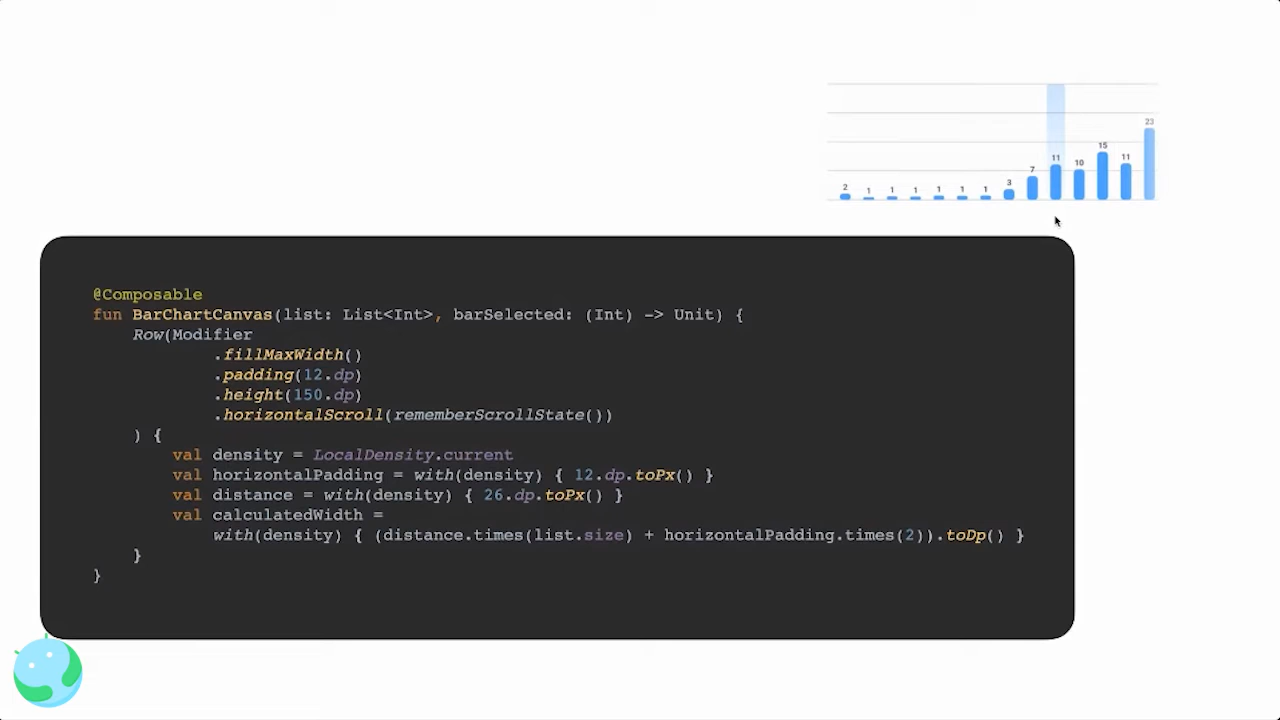 23
15
11
10
11
7
3
2
1
1
1
1
1
1
@Composable
fun BarChartCanvas(list: List<Int>, barSelected: (Int) -> Unit) {
Row(Modifier
.fillMaxWidth()
.padding(12.dp)
.height(150.dp)
.horizontalScroll(rememberScrollState())
) {
val density = LocalDensity.current
val horizontalPadding = with(density) { 12.dp.toPx() }
val distance = with(density) { 26.dp.toPx() }
val calculatedWidth =
with(density) { (distance.times(list.size) + horizontalPadding.times(2)).toDp() }
}
}